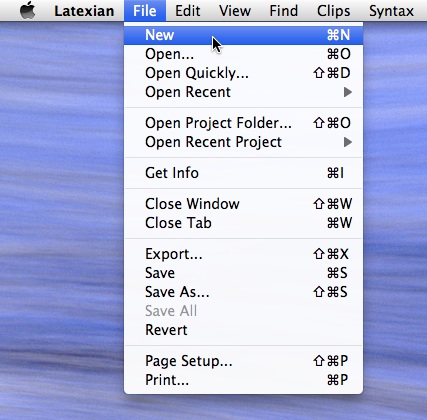 Latexian File Edit View Find Clips Syntax
New ⌘N
Open... ⌘O
Open Quickly... ⇧⌘D
Open Recent ▶
Open Project Folder... ⇧⌘O
Open Recent Project ▶
Get Info ⌘I
Close Window ⇧⌘W
Close Tab ⌘W
Export... ⇧⌘X
Save ⌘S
Save As... ⇧⌘S
Save All
Revert
Page Setup... ⇧⌘P
Print... ⌘P